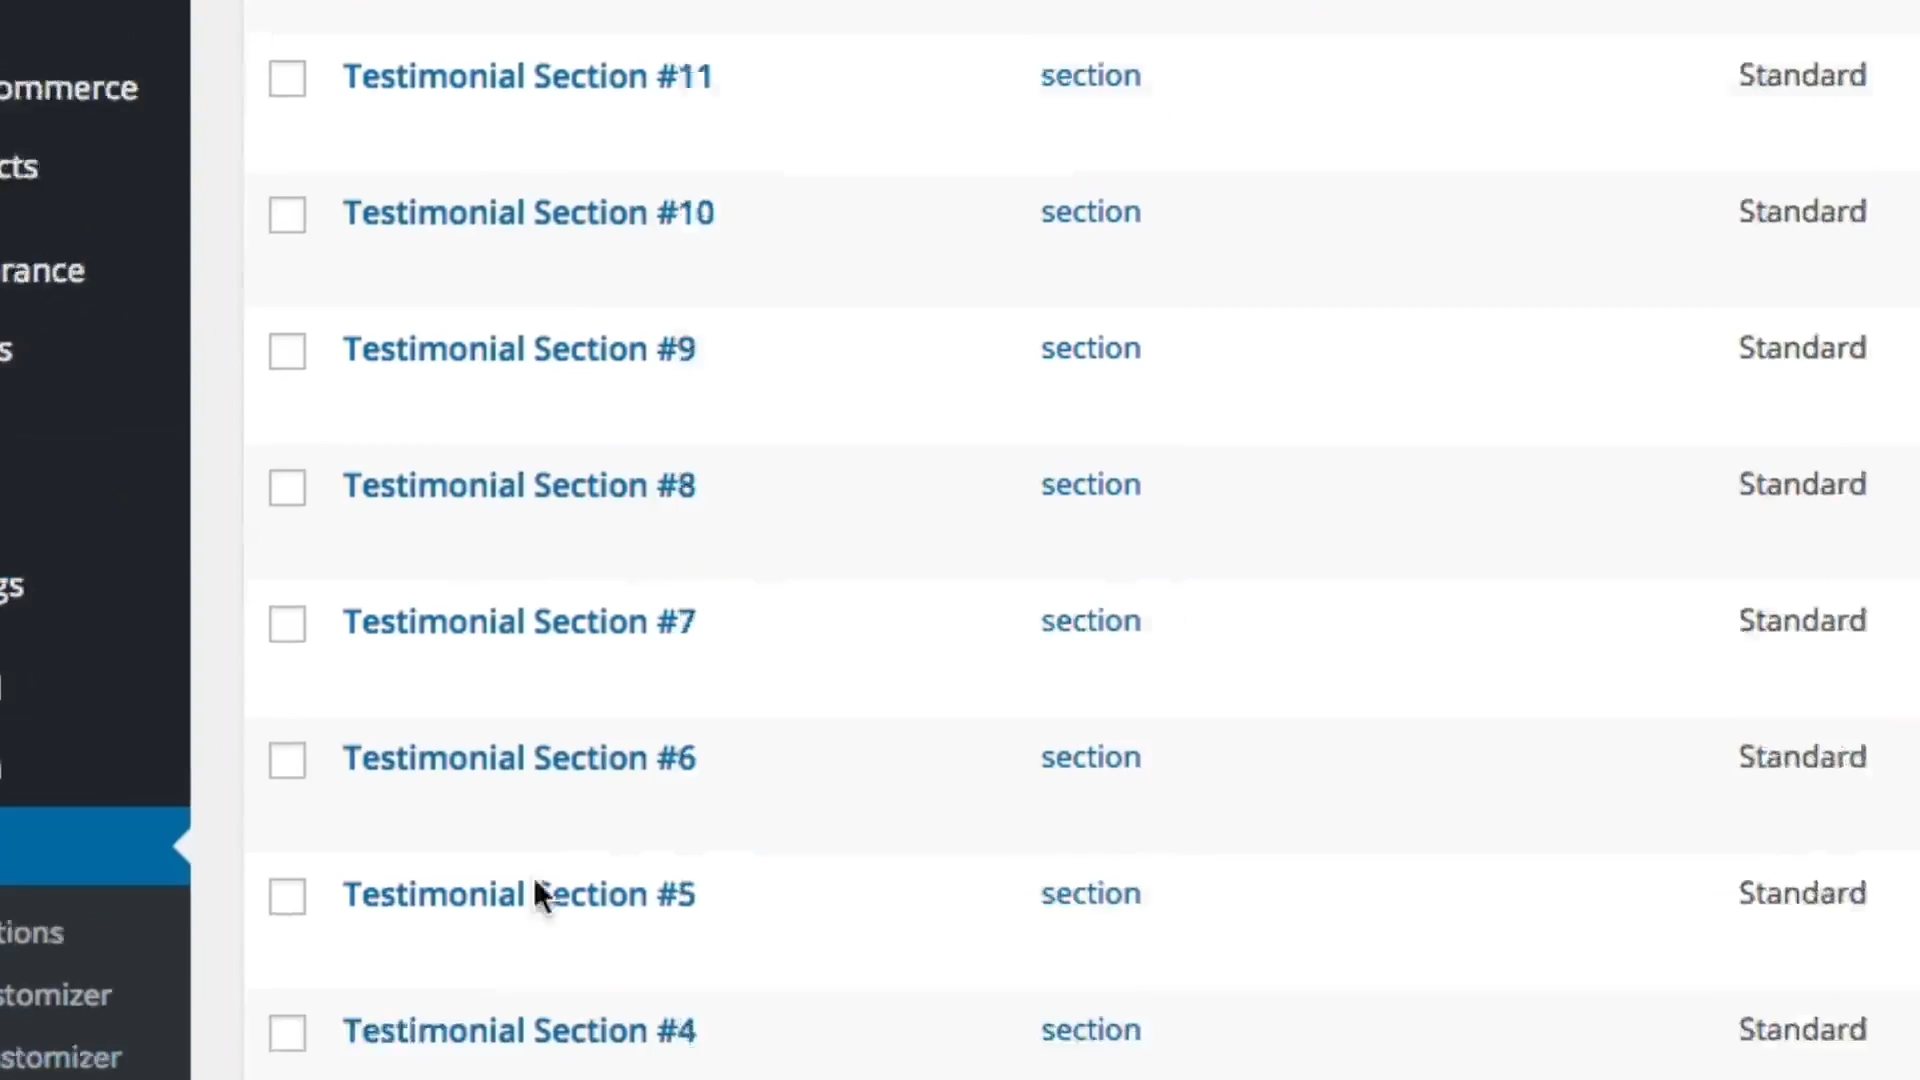 ommerce
cts
rance
s
gs
tions
stomizer
stomizer
Testimonial Section #11 section Standard
Testimonial Section #10 section Standard
Testimonial Section #9 section Standard
Testimonial Section #8 section Standard
Testimonial Section #7 section Standard
Testimonial Section #6 section Standard
Testimonial Section #5 section Standard
Testimonial Section #4 section Standard